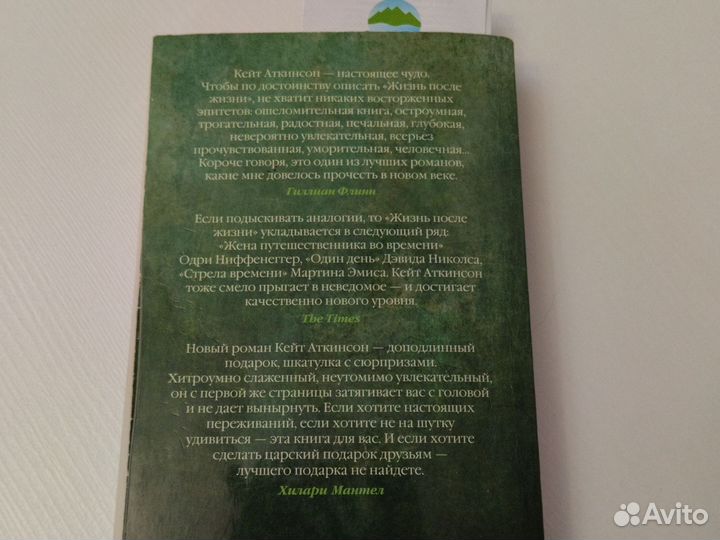 Кейт Аткинсон — настоящее чудо.
Чтобы по достоинству описать «Жизнь после
жизни», не хватит никаких восторженных
эпитетов: ошеломительная книга, остроумная,
трогательная, радостная, печальная, глубокая,
невероятно увлекательная, всерьез
прочувствованная, уморительная, человечная...
Короче говоря, это один из лучших романов,
какие мне довелось прочесть в новом веке.
Гиллиан Флинн
Если подыскивать аналогии, то «Жизнь после
жизни» укладывается в следующий ряд:
«Жена путешественника во времени»
Одри Ниффенеггер, «Один день» Дэвида Николса,
«Стрела времени» Мартина Эмиса. Кейт Аткинсон
тоже смело прыгает в неведомое — и достигает
качественно нового уровня.
The Times
Новый роман Кейт Аткинсон — доподлинный
подарок, шкатулка с сюрпризами.
Хитроумно слаженный, неутомимо увлекательный,
он с первой же страницы затягивает вас с головой
и не дает вынырнуть. Если хотите настоящих
переживаний, если хотите не на шутку
удивиться — эта книга для вас. И если хотите
сделать царский подарок друзьям —
лучшего подарка не найдете.
Хилари Мантел
Avito